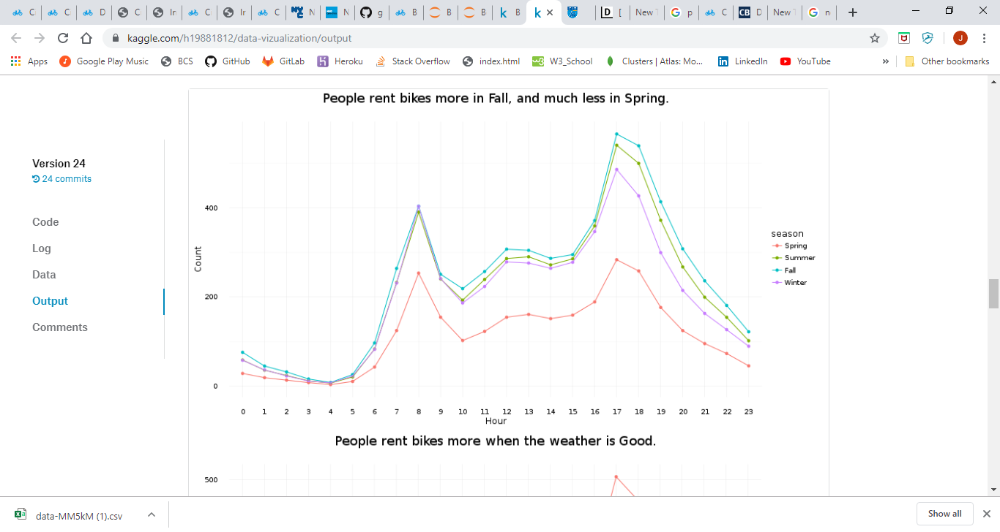 C C D C In C In C N N g B B B B k k [ New T p C D New T n
kaggle.com/h19881812/data-vizualization/output
J
Apps Google Play Music BCS GitHub GitLab Heroku Stack Overflow index.html W3_School Clusters | Atlas: Mo... LinkedIn YouTube » Other bookmarks
People rent bikes more in Fall, and much less in Spring.
Version 24
24 commits
Code
Log
Data
Output
Comments
400
200
0
Count
0 1 2 3 4 5 6 7 8 9 10 11 12 13 14 15 16 17 18 19 20 21 22 23
Hour
season
Spring
Summer
Fall
Winter
People rent bikes more when the weather is Good.
500
data-MM5kM (1).csv
Show all